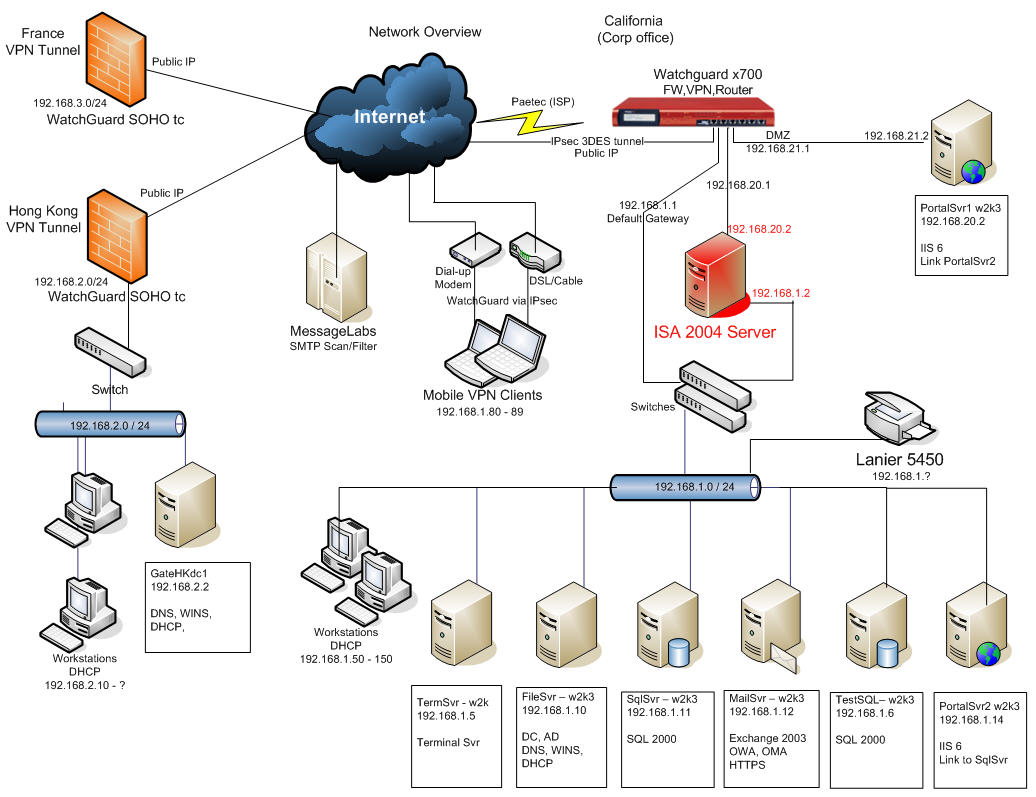 France
VPN Tunnel
Public IP
192.168.3.0/24
WatchGuard SOHO tc
Network Overview
California
(Corp office)
Internet
Paetec (ISP)
Watchguard x700
FW,VPN,Router
IPsec 3DES tunnel
Public IP
DMZ
192.168.21.1
192.168.21.2
PortalSvr1 w2k3
192.168.20.2
IIS 6
Link PortalSvr2
Hong Kong
VPN Tunnel
Public IP
192.168.2.0/24
WatchGuard SOHO tc
192.168.20.1
192.168.1.1
Default Gateway
192.168.20.2
192.168.1.2
ISA 2004 Server
MessageLabs
SMTP Scan/Filter
Dial-up
Modem
DSL/Cable
WatchGuard via IPsec
Mobile VPN Clients
192.168.1.80 - 89
Switch
Switches
192.168.2.0 / 24
Lanier 5450
192.168.1.?
192.168.1.0 / 24
GateHKdc1
192.168.2.2
DNS, WINS,
DHCP,
Workstations
DHCP
192.168.2.10 - ?
Workstations
DHCP
192.168.1.50 - 150
TermSvr - w2k
192.168.1.5
Terminal Svr
FileSvr – w2k3
192.168.1.10
DC, AD
DNS, WINS,
DHCP
SqlSvr – w2k3
192.168.1.11
SQL 2000
MailSvr – w2k3
192.168.1.12
Exchange 2003
OWA, OMA
HTTPS
TestSQL– w2k3
192.168.1.6
SQL 2000
PortalSvr2 w2k3
192.168.1.14
IIS 6
Link to SqlSvr